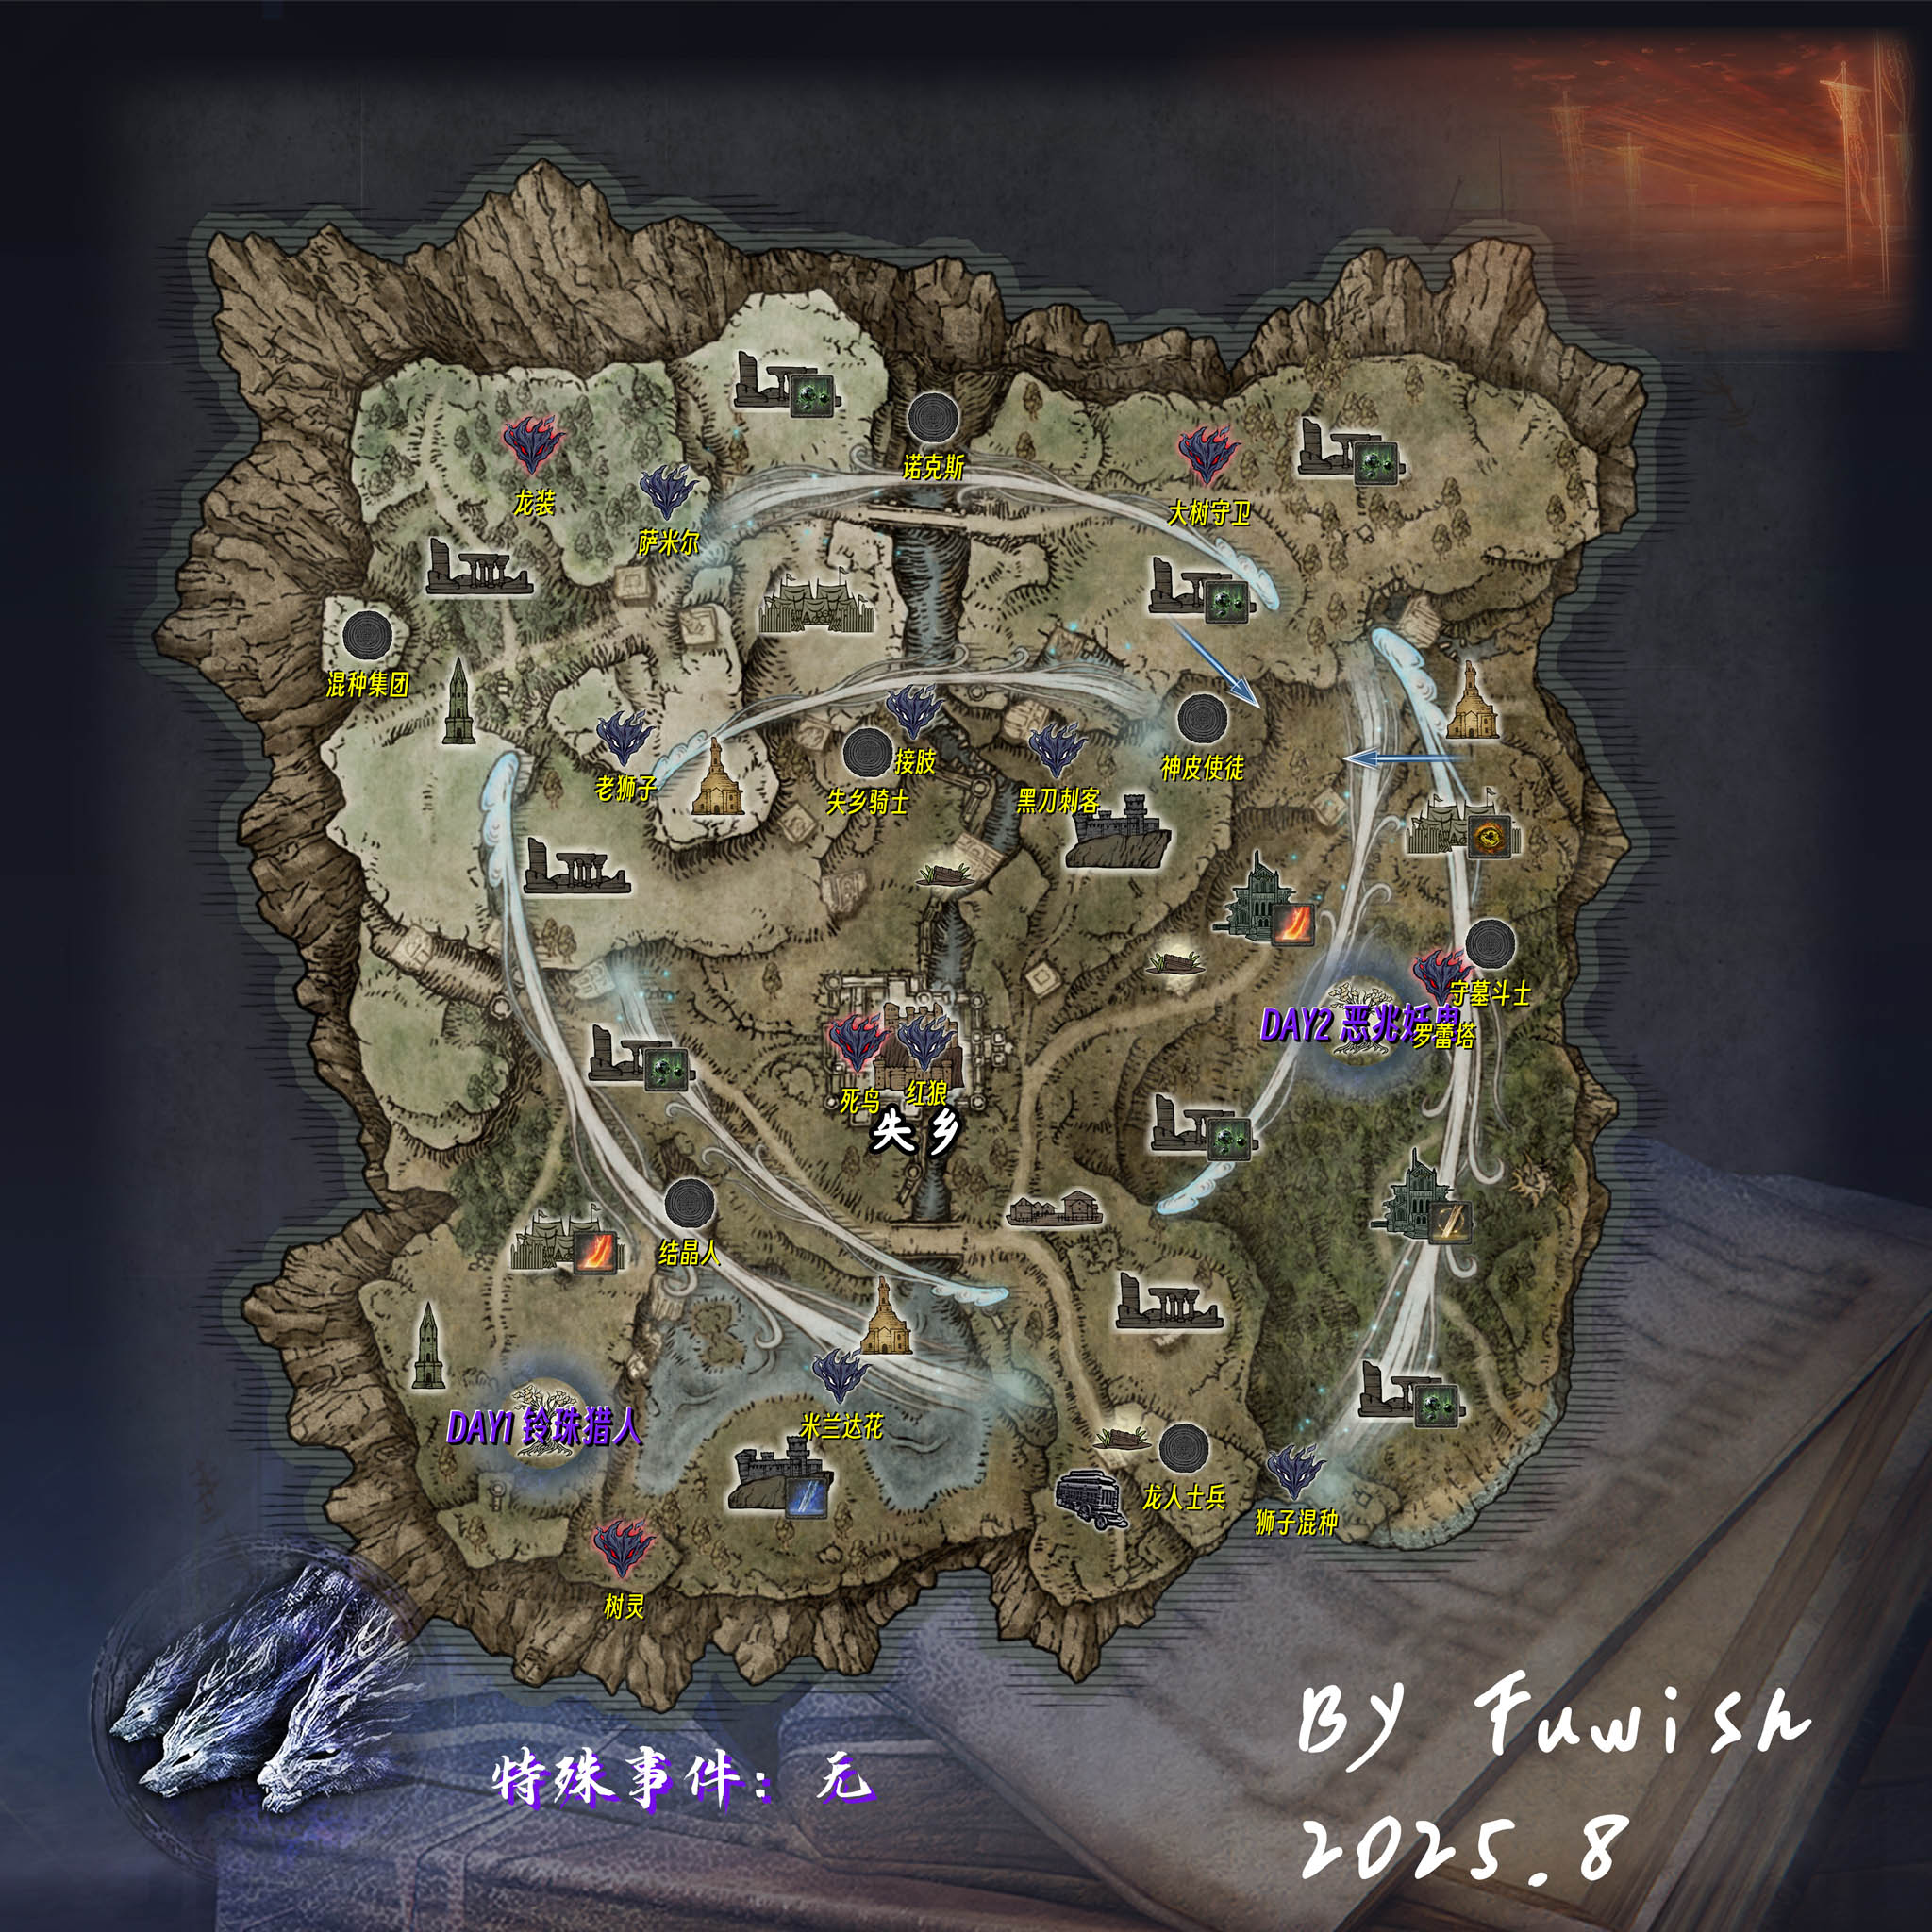 诺克斯
龙装
大树守卫
萨米尔
混种集团
接肢
神皮使徒
老狮子
失乡骑士
黑刀刺客
守墓斗士
DAY2 恶兆妖鬼
罗蕾塔
死鸟
红狼
失乡
结晶人
DAY1 铃珠猎人
米兰达花
龙人士兵
狮子混种
树灵
特殊事件：无
By Fuwish
2025.8